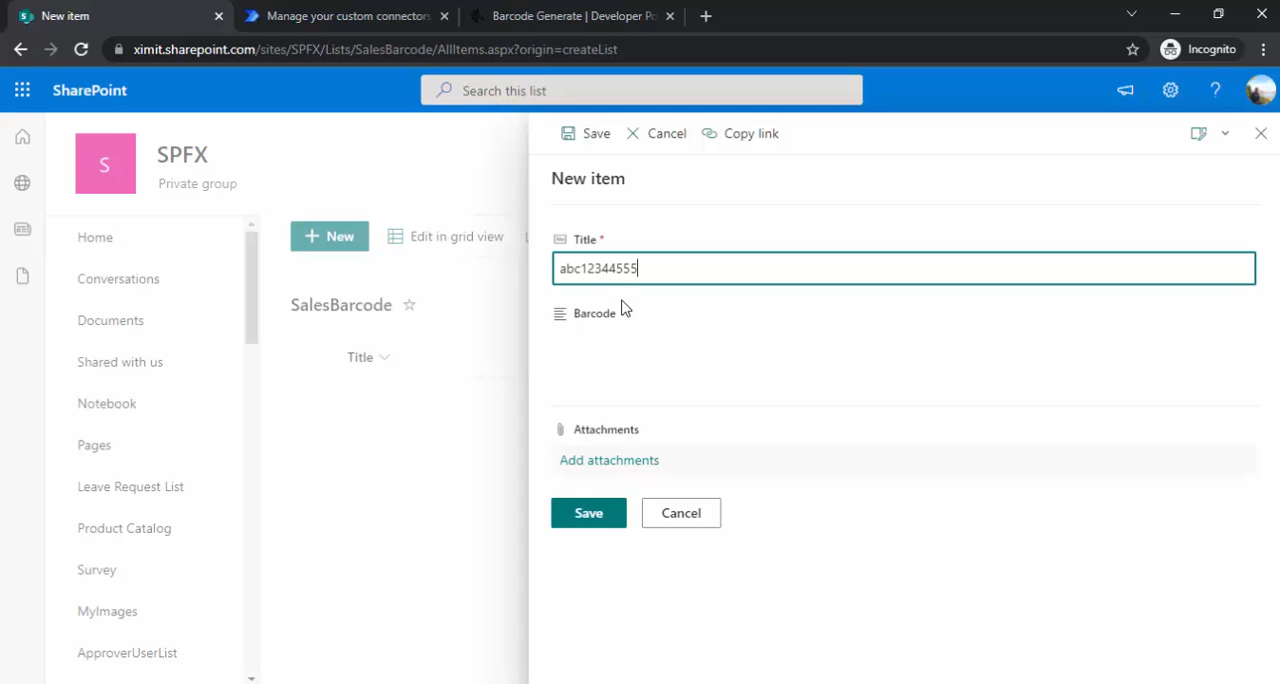 New item
Manage your custom connectors
Barcode Generate | Developer Po
ximit.sharepoint.com/sites/SPFX/Lists/SalesBarcode/AllItems.aspx?origin=createList
Incognito
SharePoint
Search this list
S
SPFX
Private group
Home
Conversations
Documents
Shared with us
Notebook
Pages
Leave Request List
Product Catalog
Survey
MyImages
ApproverUserList
New
Edit in grid view
SalesBarcode
Title
Save
Cancel
Copy link
New item
Title *
abc12344555
Barcode
Attachments
Add attachments
Save
Cancel